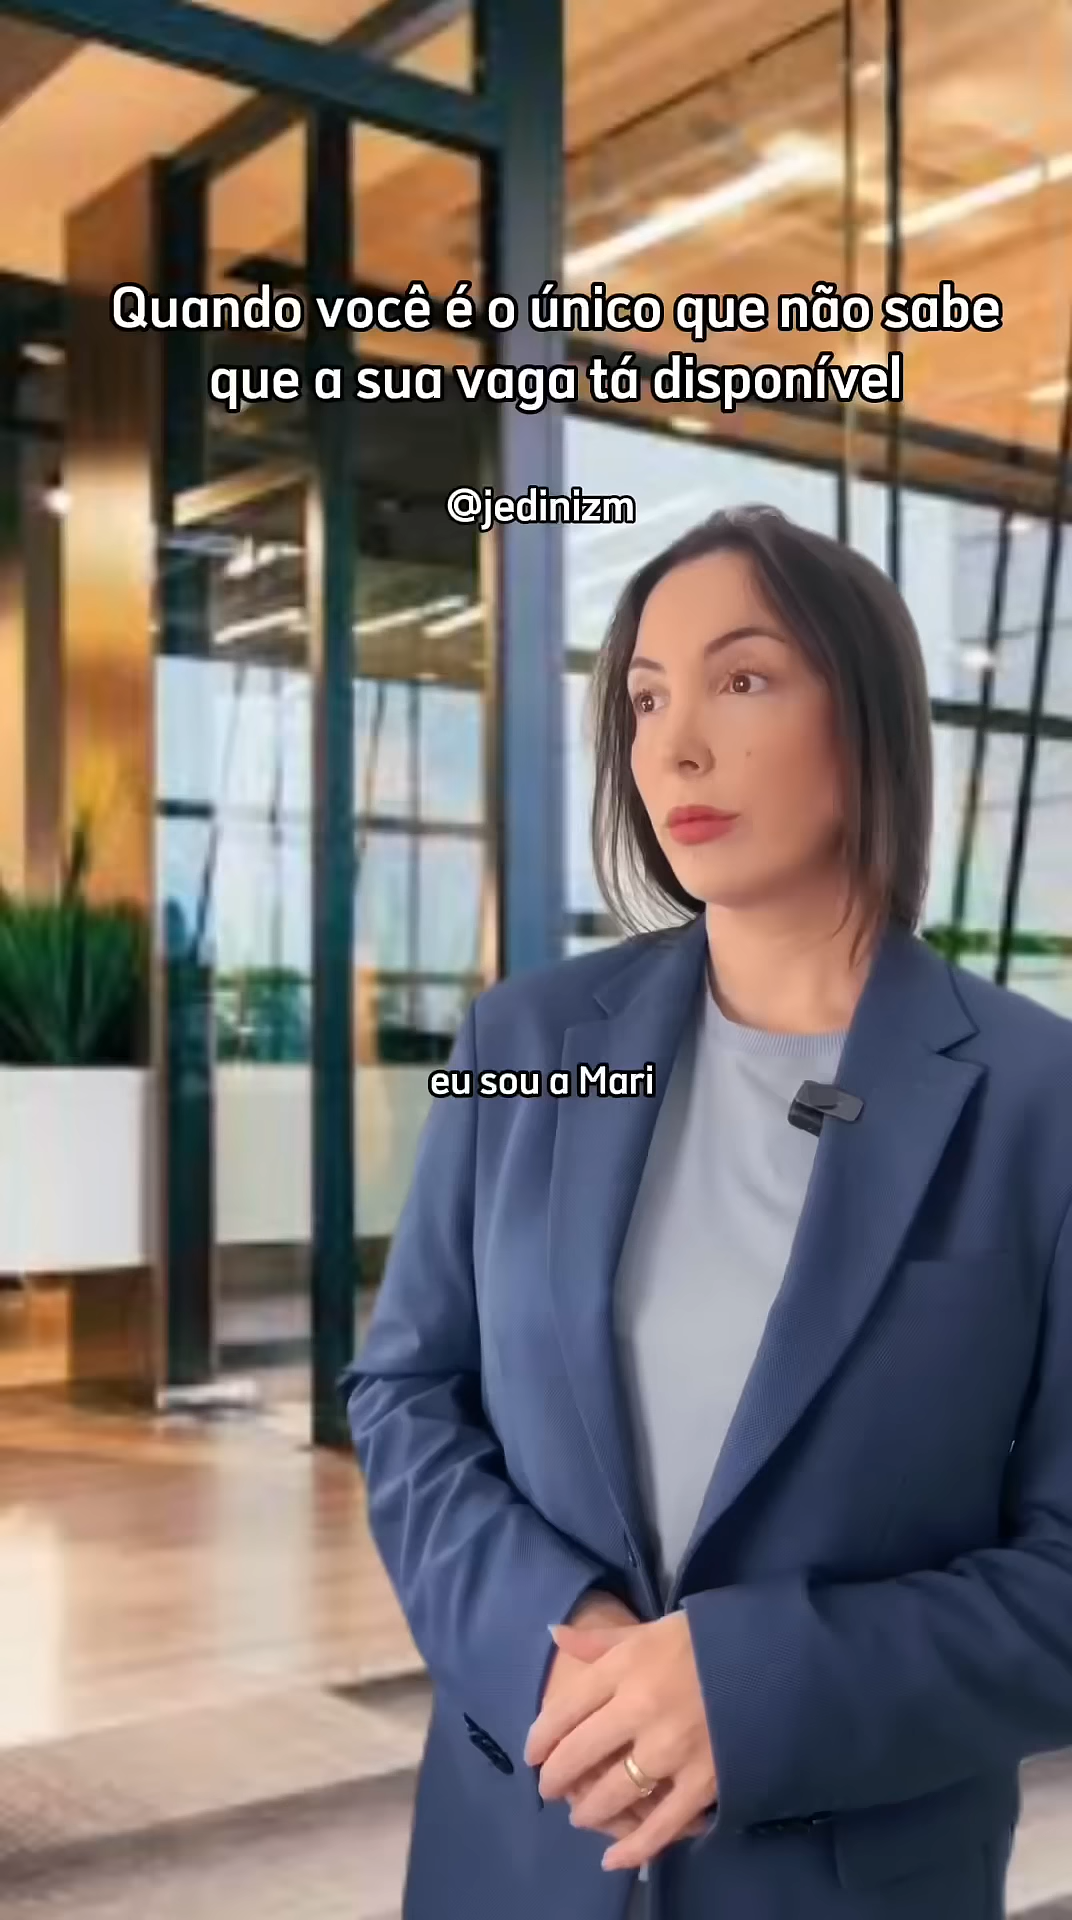 Quando você é o único que não sabe
que a sua vaga tá disponível
@jedinizm
eu sou a Mari